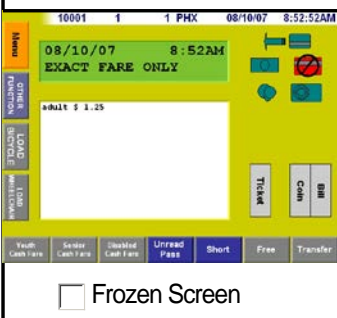 10001 1 1 PHX 08/10/07 8:52:52AM
Menu
08/10/07 8:52AM
EXACT FARE ONLY
OTHER FUNCTION
adult $ 1.25
LOAD BICYCLE
LOAD WHEELCHAIR
Ticket
Coin
Bill
Youth Cash Fare
Senior Cash Fare
Disabled Cash Fare
Unread Pass
Short
Free
Transfer
Frozen Screen